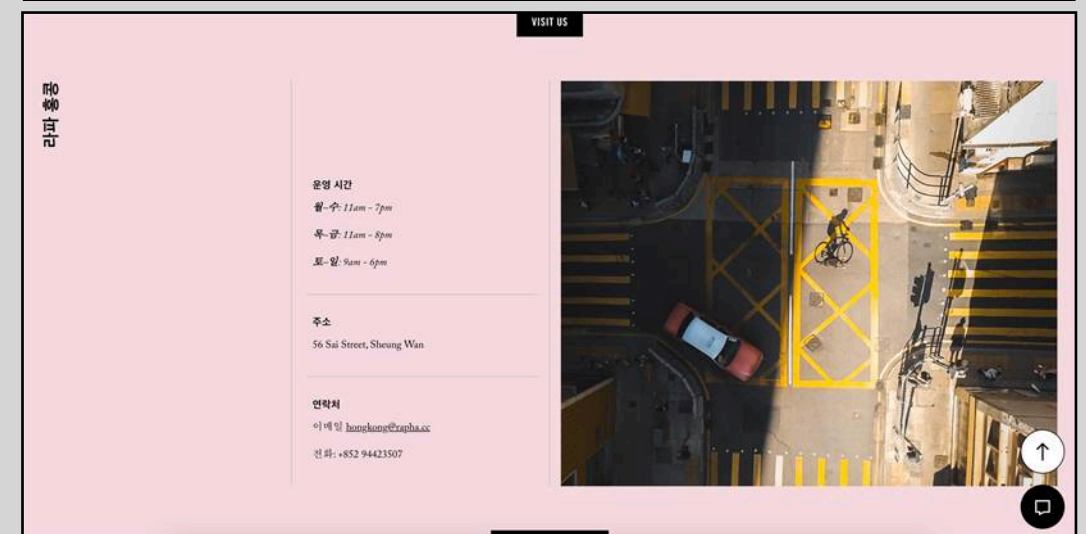 VISIT US
라파 홍콩
운영 시간
월–수: 11am - 7pm
목–금: 11am - 8pm
토–일: 9am - 6pm
주소
56 Sai Street, Sheung Wan
연락처
이메일 hongkong@rapha.cc
전화: +852 94423507